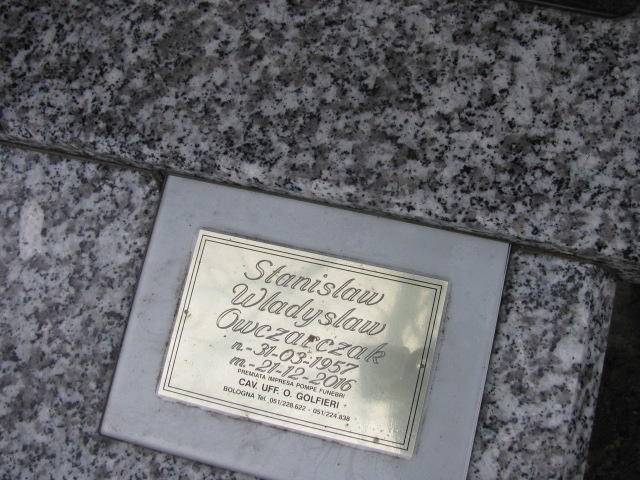 Stanislaw
Wladyslaw
Owczarczak
n.-31-03-1957
m.-21-12-2016
PREMIATA IMPRESA POMPE FUNEBRI
CAV. UFF. O. GOLFIERI
BOLOGNA Tel. 051/228.622 - 051/224.838